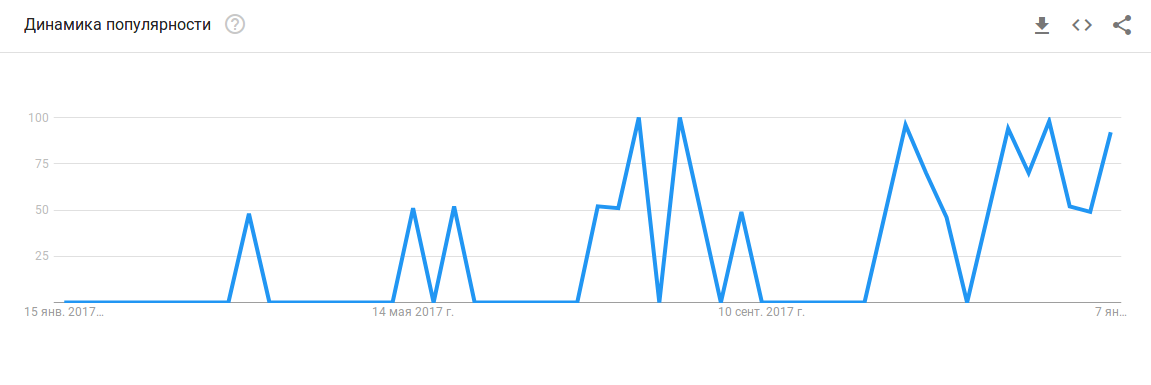 Динамика популярности
100
75
50
25
15 янв. 2017…
14 мая 2017 г.
10 сент. 2017 г.
7 ян…